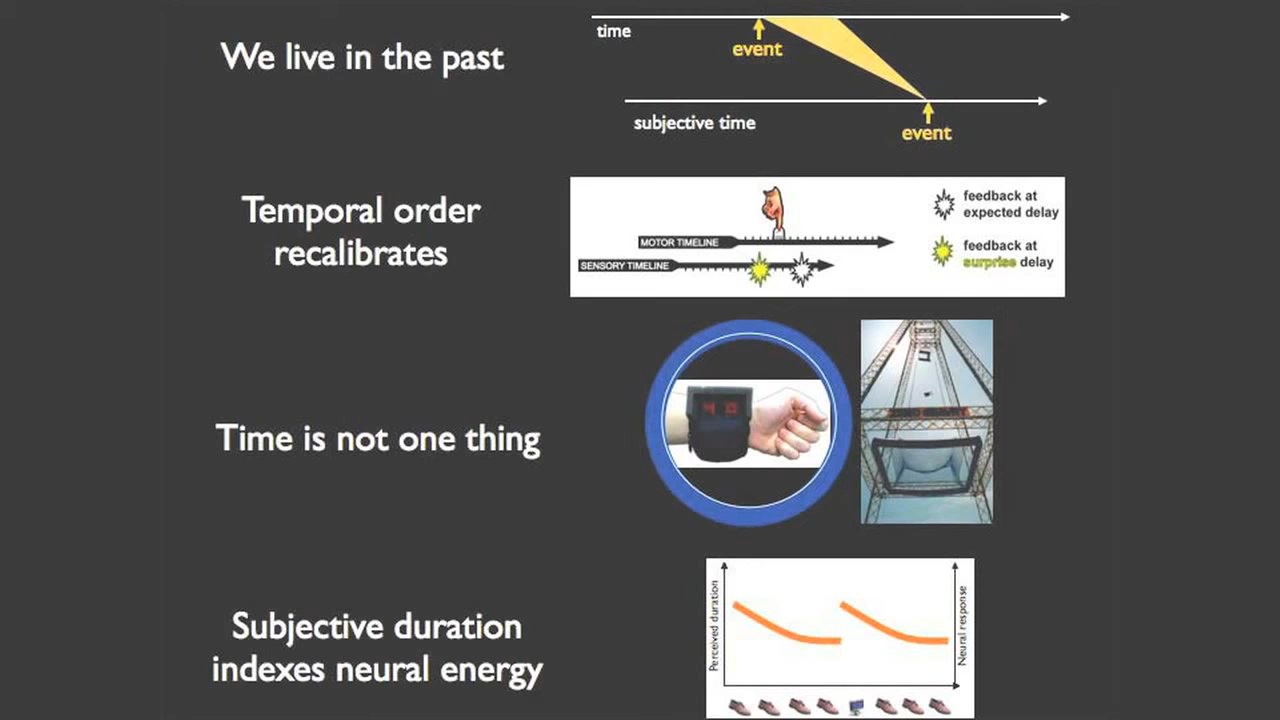 We live in the past
time
event
subjective time
event
Temporal order
recalibrates
MOTOR TIMELINE
SENSORY TIMELINE
feedback at
expected delay
feedback at
surprise delay
Time is not one thing
Subjective duration
indexes neural energy
Perceived duration
Neural response